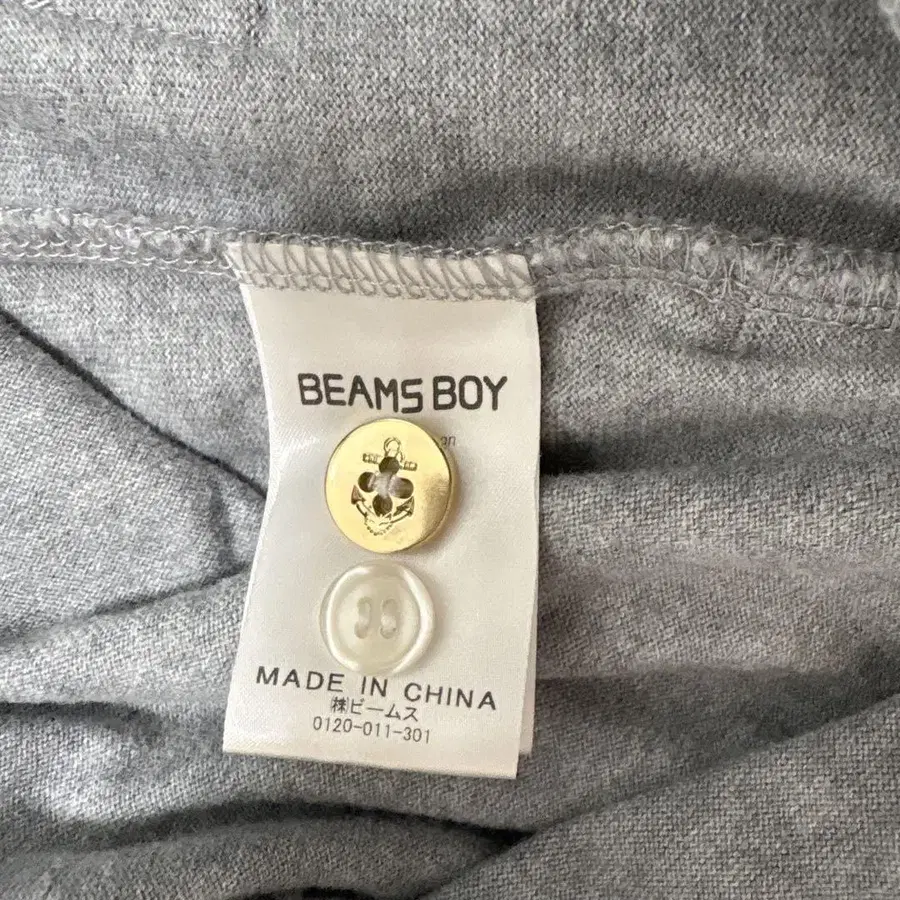 BEAMS BOY
MADE IN CHINA
㈱ビームス
0120-011-301